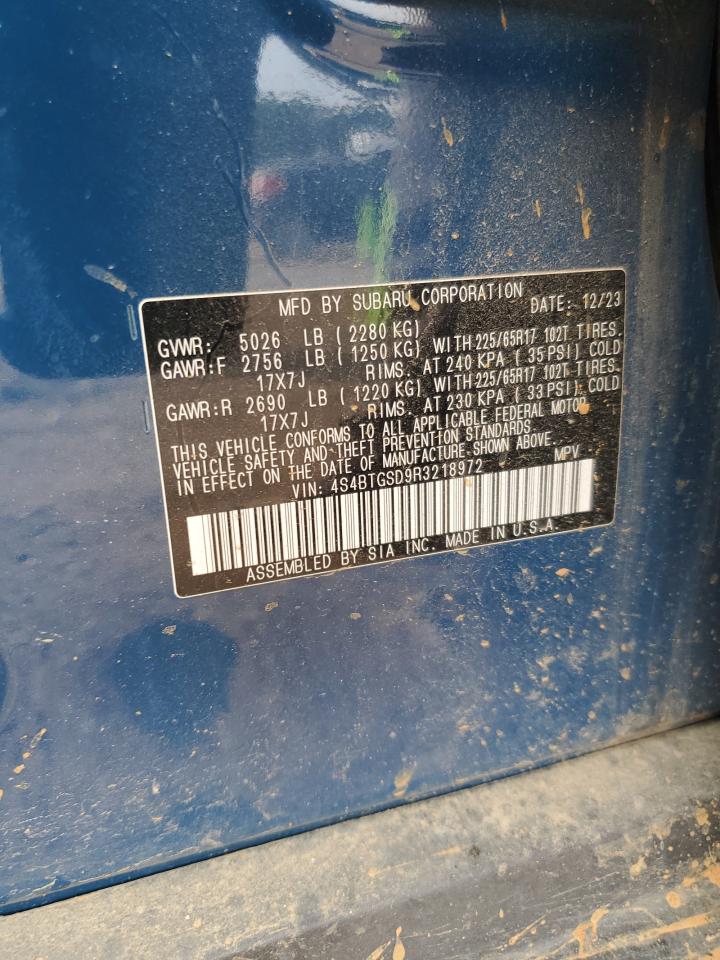 MFD BY SUBARU CORPORATION DATE: 12/23
GVWR: 5026 LB ( 2280 KG)
GAWR:F 2756 LB ( 1250 KG) WITH 225/65R17 102T TIRES.
17X7J RIMS. AT 240 KPA ( 35 PSI) COLD
GAWR:R 2690 LB ( 1220 KG) WITH 225/65R17 102T TIRES.
17X7J RIMS. AT 230 KPA ( 33 PSI) COLD
THIS VEHICLE CONFORMS TO ALL APPLICABLE FEDERAL MOTOR
VEHICLE SAFETY AND THEFT PREVENTION STANDARDS
IN EFFECT ON THE DATE OF MANUFACTURE SHOWN ABOVE.
VIN: 4S4BTGSD9R3218972 MPV
ASSEMBLED BY SIA INC. MADE IN U.S.A.